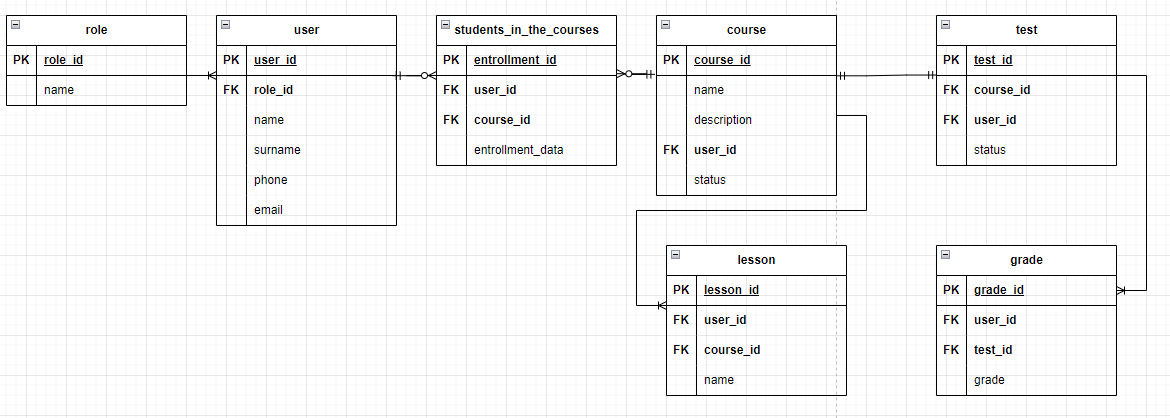 role
PK role_id
name
user
PK user_id
FK role_id
name
surname
phone
email
students_in_the_courses
PK entrollment_id
FK user_id
FK course_id
entrollment_data
course
PK course_id
name
description
FK user_id
status
test
PK test_id
FK course_id
FK user_id
status
lesson
PK lesson_id
FK user_id
FK course_id
name
grade
PK grade_id
FK user_id
FK test_id
grade